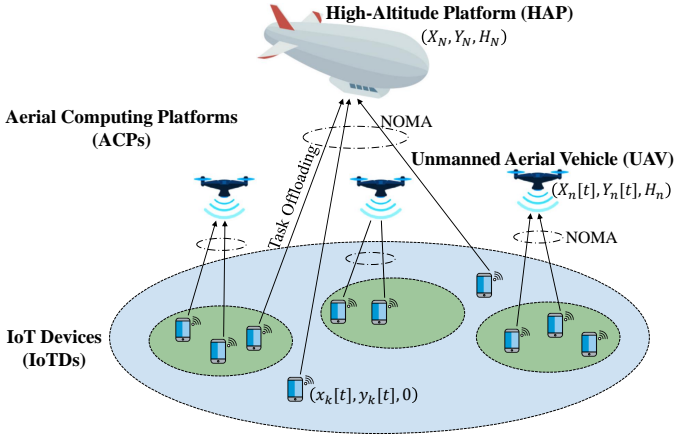 High-Altitude Platform (HAP)
(X_N, Y_N, H_N)
Aerial Computing Platforms
(ACPs)
NOMA
Task Offloading
Unmanned Aerial Vehicle (UAV)
(X_n[t], Y_n[t], H_n)
NOMA
IoT Devices
(IoTDs)
(x_k[t], y_k[t], 0)